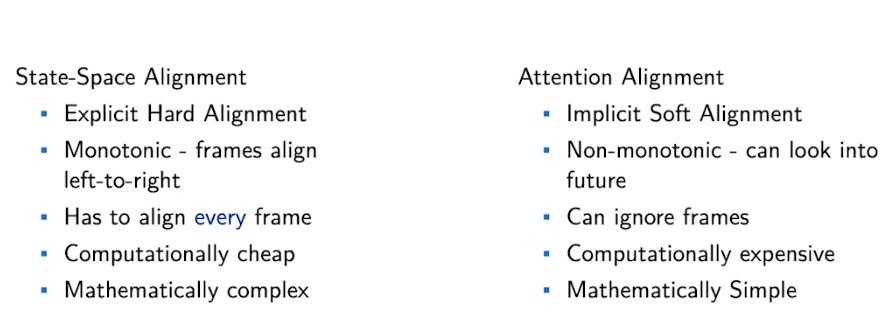 State-Space Alignment
▪ Explicit Hard Alignment
▪ Monotonic - frames align
left-to-right
▪ Has to align every frame
▪ Computationally cheap
▪ Mathematically complex
Attention Alignment
▪ Implicit Soft Alignment
▪ Non-monotonic - can look into
future
▪ Can ignore frames
▪ Computationally expensive
▪ Mathematically Simple